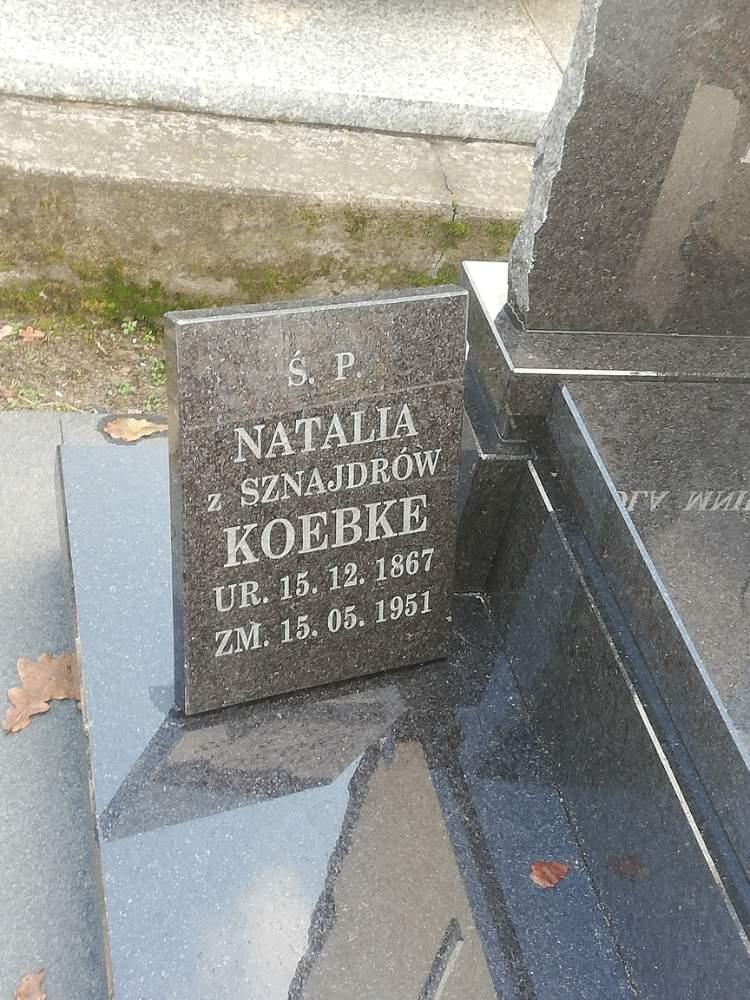 Ś. P.
NATALIA
z SZNAJDRÓW
KOEBKE
UR. 15. 12. 1867
ZM. 15. 05. 1951